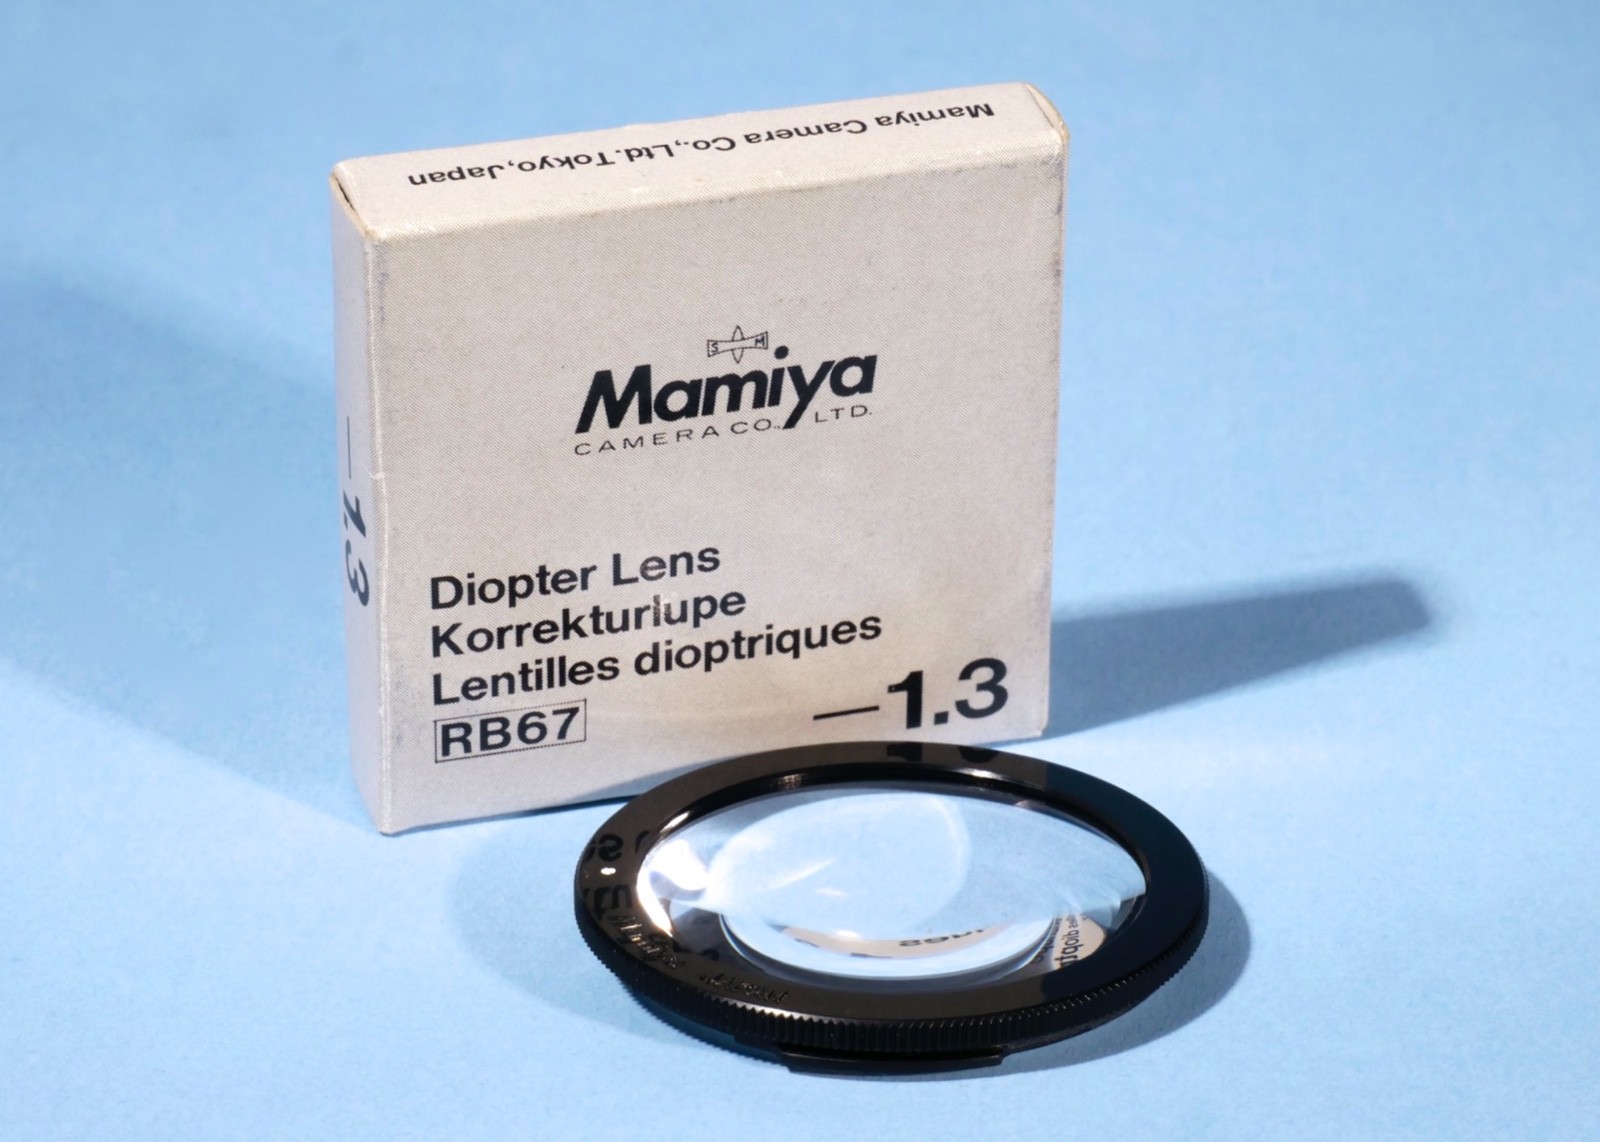 Mamiya Camera Co.,Ltd.Tokyo,Japan
S M
Mamiya
CAMERA CO., LTD.
Diopter Lens
Korrekturlupe
Lentilles dioptriques
RB67
—1.3
—1.3